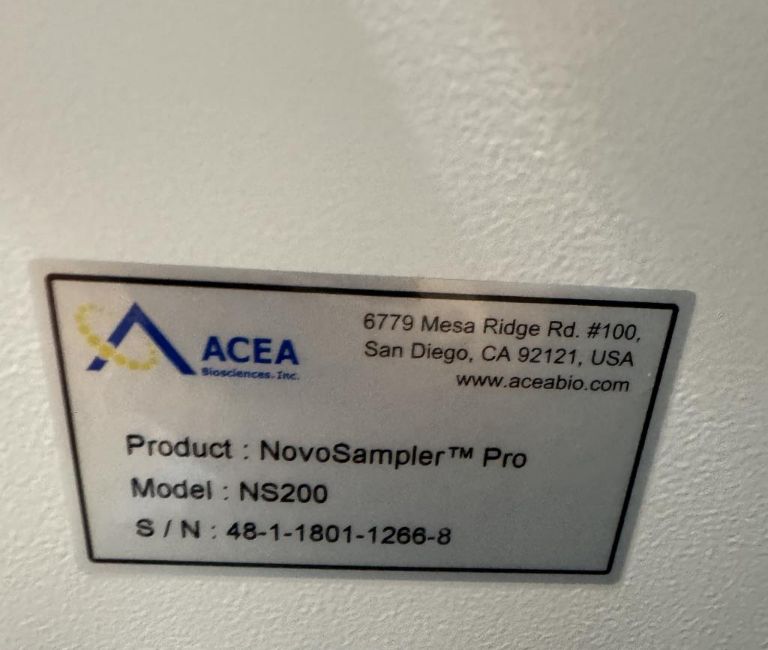 ACEA
Biosciences, Inc.
6779 Mesa Ridge Rd. #100,
San Diego, CA 92121, USA
www.aceabio.com
Product : NovoSampler™ Pro
Model : NS200
S / N : 48-1-1801-1266-8